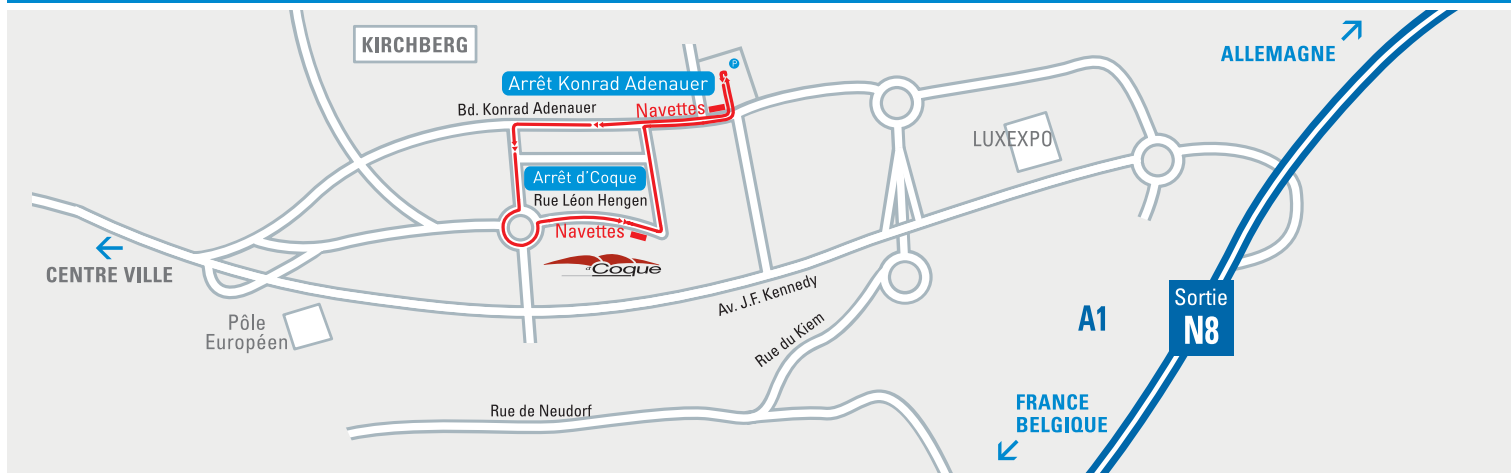 KIRCHBERG
ALLEMAGNE
P
Arrêt Konrad Adenauer
Bd. Konrad Adenauer
Navettes
LUXEXPO
Arrêt d'Coque
Rue Léon Hengen
Navettes
d'Coque
CENTRE VILLE
Av. J.F. Kennedy
Sortie
N8
A1
Pôle
Européen
Rue du Kiem
Rue de Neudorf
FRANCE
BELGIQUE